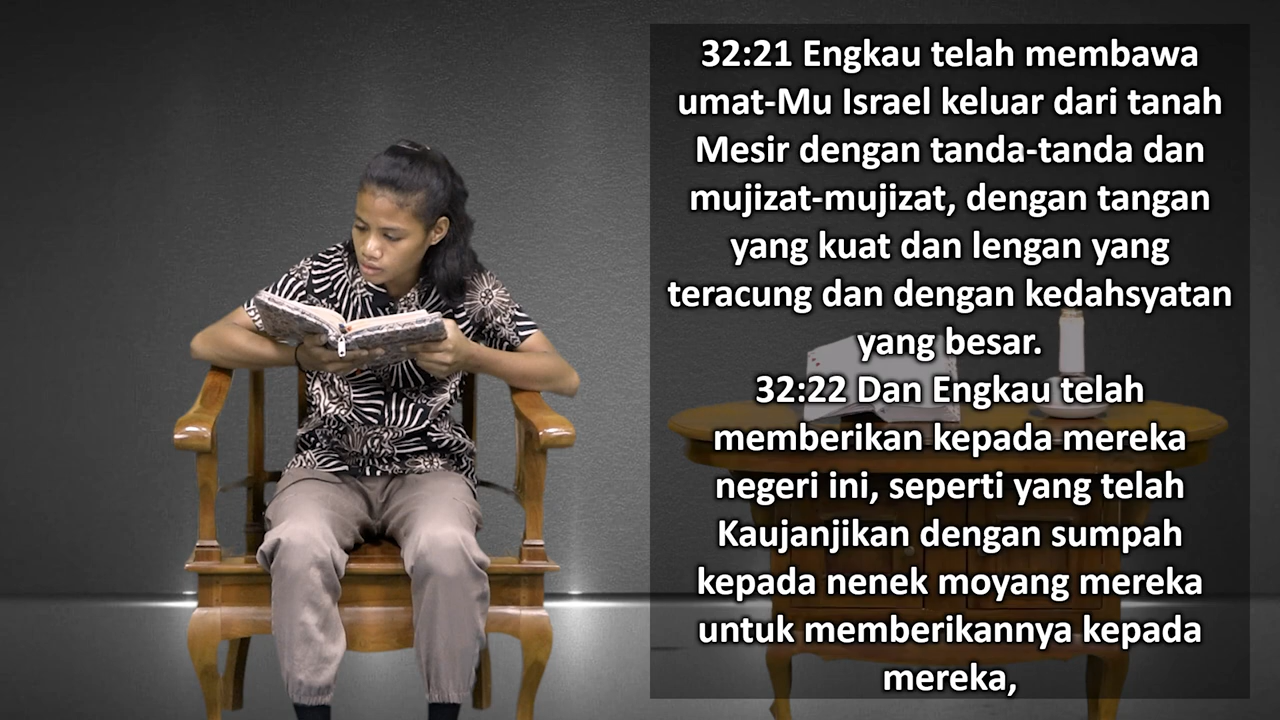 32:21 Engkau telah membawa
umat-Mu Israel keluar dari tanah
Mesir dengan tanda-tanda dan
mujizat-mujizat, dengan tangan
yang kuat dan lengan yang
teracung dan dengan kedahsyatan
yang besar.
32:22 Dan Engkau telah
memberikan kepada mereka
negeri ini, seperti yang telah
Kaujanjikan dengan sumpah
kepada nenek moyang mereka
untuk memberikannya kepada
mereka,